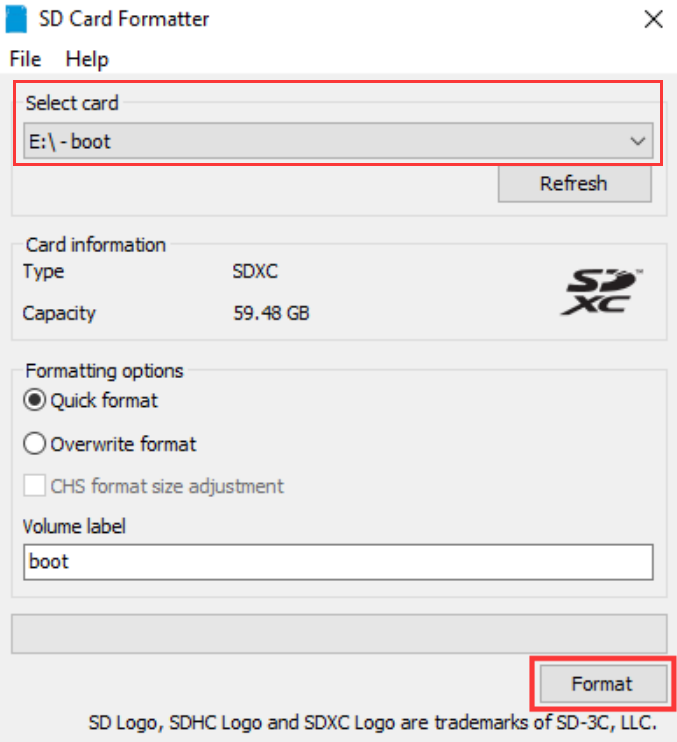 SD Card Formatter
File Help
Select card
E:\ - boot
Refresh
Card information
Type SDXC
Capacity 59.48 GB
SD XC™
Formatting options
Quick format
Overwrite format
CHS format size adjustment
Volume label
boot
Format
SD Logo, SDHC Logo and SDXC Logo are trademarks of SD-3C, LLC.